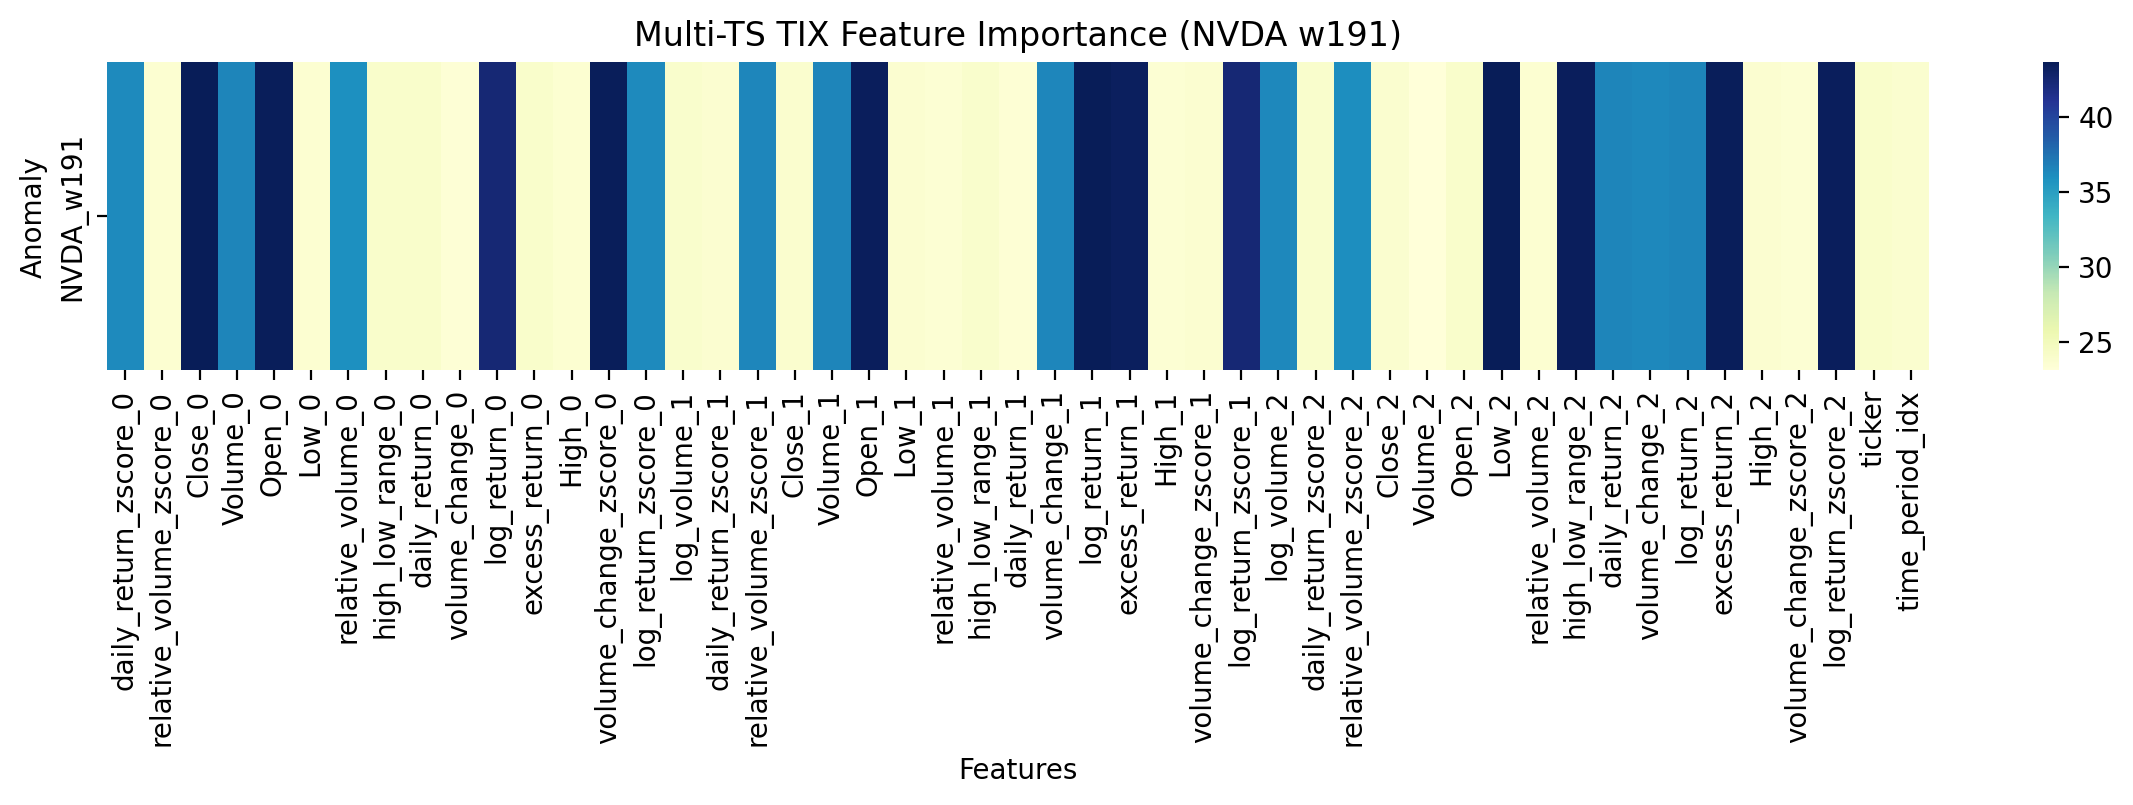 Multi-TS TIX Feature Importance (NVDA w191)
Anomaly
NVDA_w191
40
35
30
25
daily_return_zscore_0
relative_volume_zscore_0
Close_0
Volume_0
Open_0
Low_0
relative_volume_0
high_low_range_0
daily_return_0
volume_change_0
log_return_0
excess_return_0
High_0
volume_change_zscore_0
log_return_zscore_0
log_volume_1
daily_return_zscore_1
relative_volume_zscore_1
Close_1
Volume_1
Open_1
Low_1
relative_volume_1
high_low_range_1
daily_return_1
volume_change_1
log_return_1
excess_return_1
High_1
volume_change_zscore_1
log_return_zscore_1
log_volume_2
daily_return_zscore_2
relative_volume_zscore_2
Close_2
Volume_2
Open_2
Low_2
relative_volume_2
high_low_range_2
daily_return_2
volume_change_2
log_return_2
excess_return_2
High_2
volume_change_zscore_2
log_return_zscore_2
ticker
time_period_idx
Features